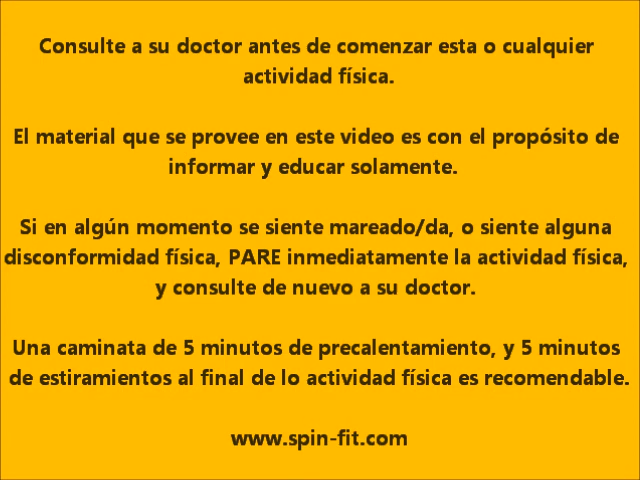 Consulte a su doctor antes de comenzar esta o cualquier
actividad física.
El material que se provee en este video es con el propósito de
informar y educar solamente.
Si en algún momento se siente mareado/da, o siente alguna
disconformidad física, PARE inmediatamente la actividad física,
y consulte de nuevo a su doctor.
Una caminata de 5 minutos de precalentamiento, y 5 minutos
de estiramientos al final de lo actividad física es recomendable.
www.spin-fit.com